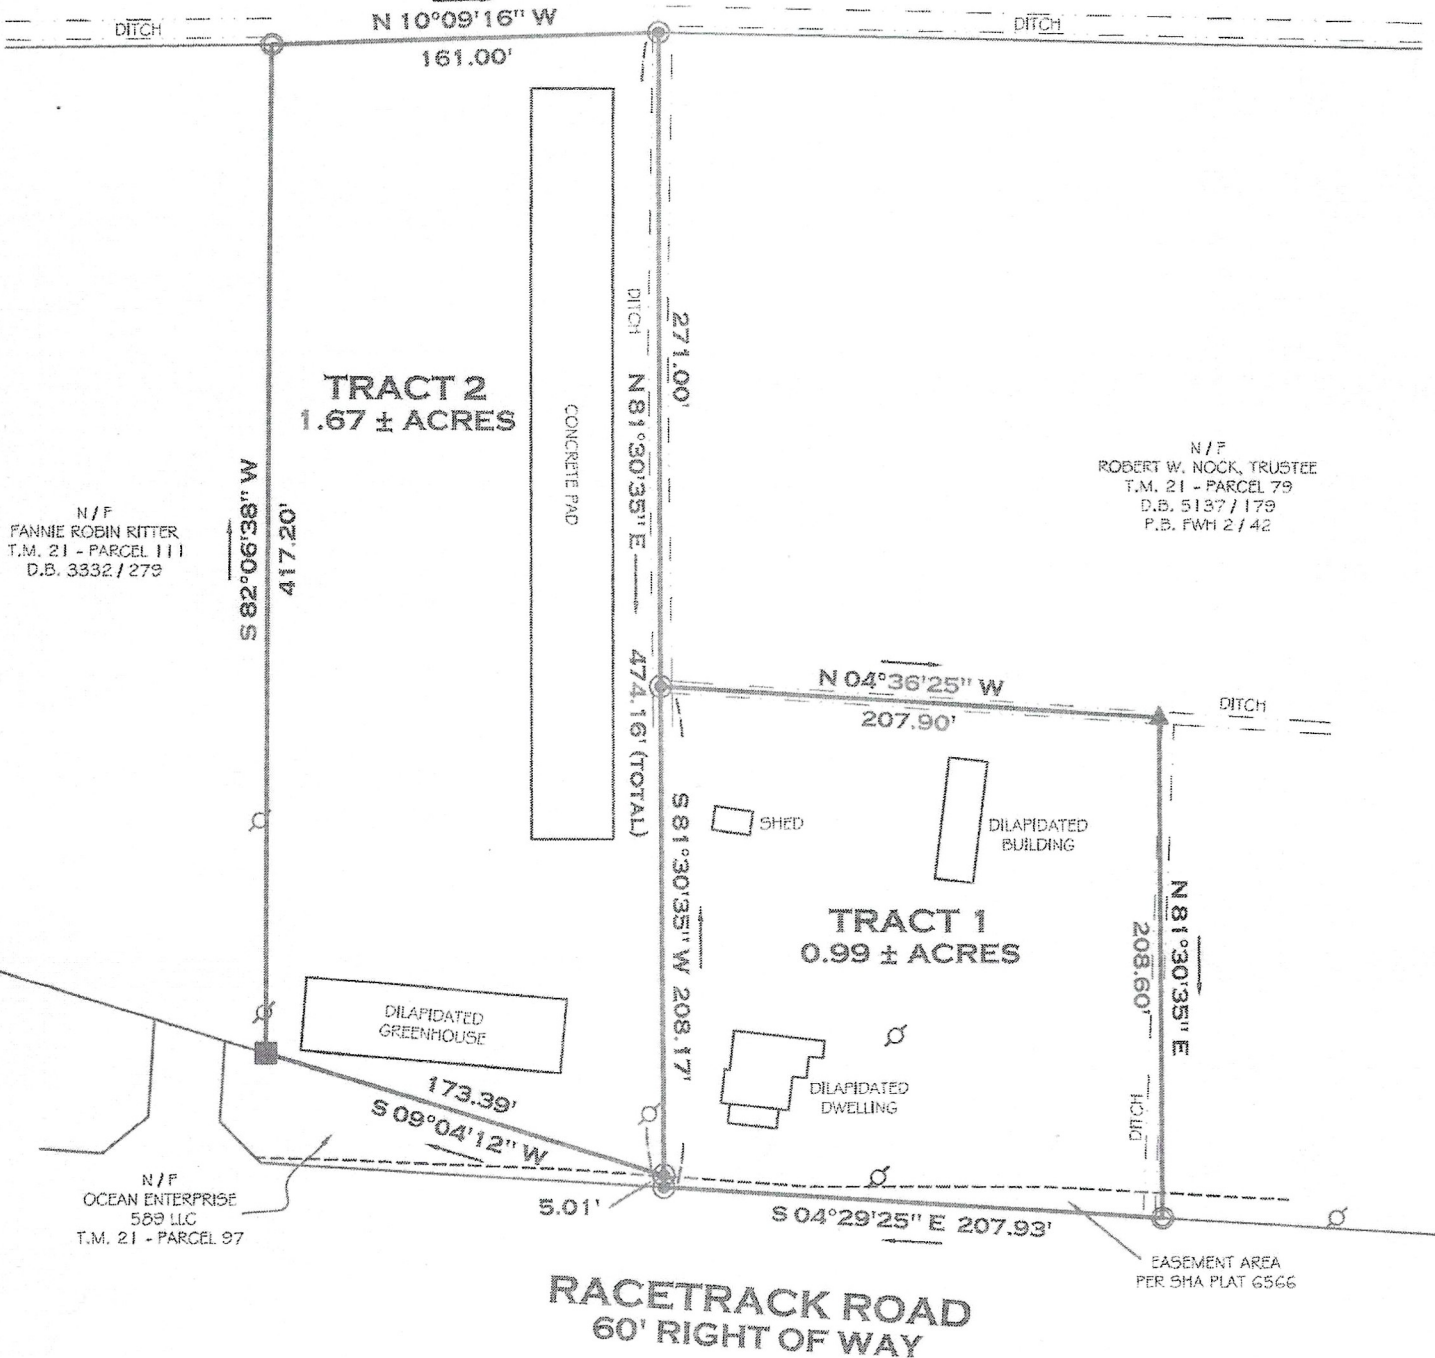 DITCH
N 10°09'16" W
161.00'
DITCH
DITCH
271.00'
N 81°30'35" E
474.16' (TOTAL)
TRACT 2
1.67 ± ACRES
CONCRETE PAD
S 82°06'38" W
417.20'
N/F
FANNIE ROBIN RITTER
T.M. 21 - PARCEL 111
D.B. 3332/279
N/F
ROBERT W. NOCK, TRUSTEE
T.M. 21 - PARCEL 79
D.B. 5137/179
P.B. FWH 2/42
N 04°36'25" W
207.90'
DITCH
SHED
DILAPIDATED
BUILDING
S 81°30'35" W 208.17'
TRACT 1
0.99 ± ACRES
N 81°30'35" E
208.60'
DILAPIDATED
GREENHOUSE
DILAPIDATED
DWELLING
DITCH
173.39'
S 09°04'12" W
N/F
OCEAN ENTERPRISE
589 LLC
T.M. 21 - PARCEL 97
5.01'
S 04°29'25" E 207.93'
EASEMENT AREA
PER SHA PLAT 6566
RACETRACK ROAD
60' RIGHT OF WAY